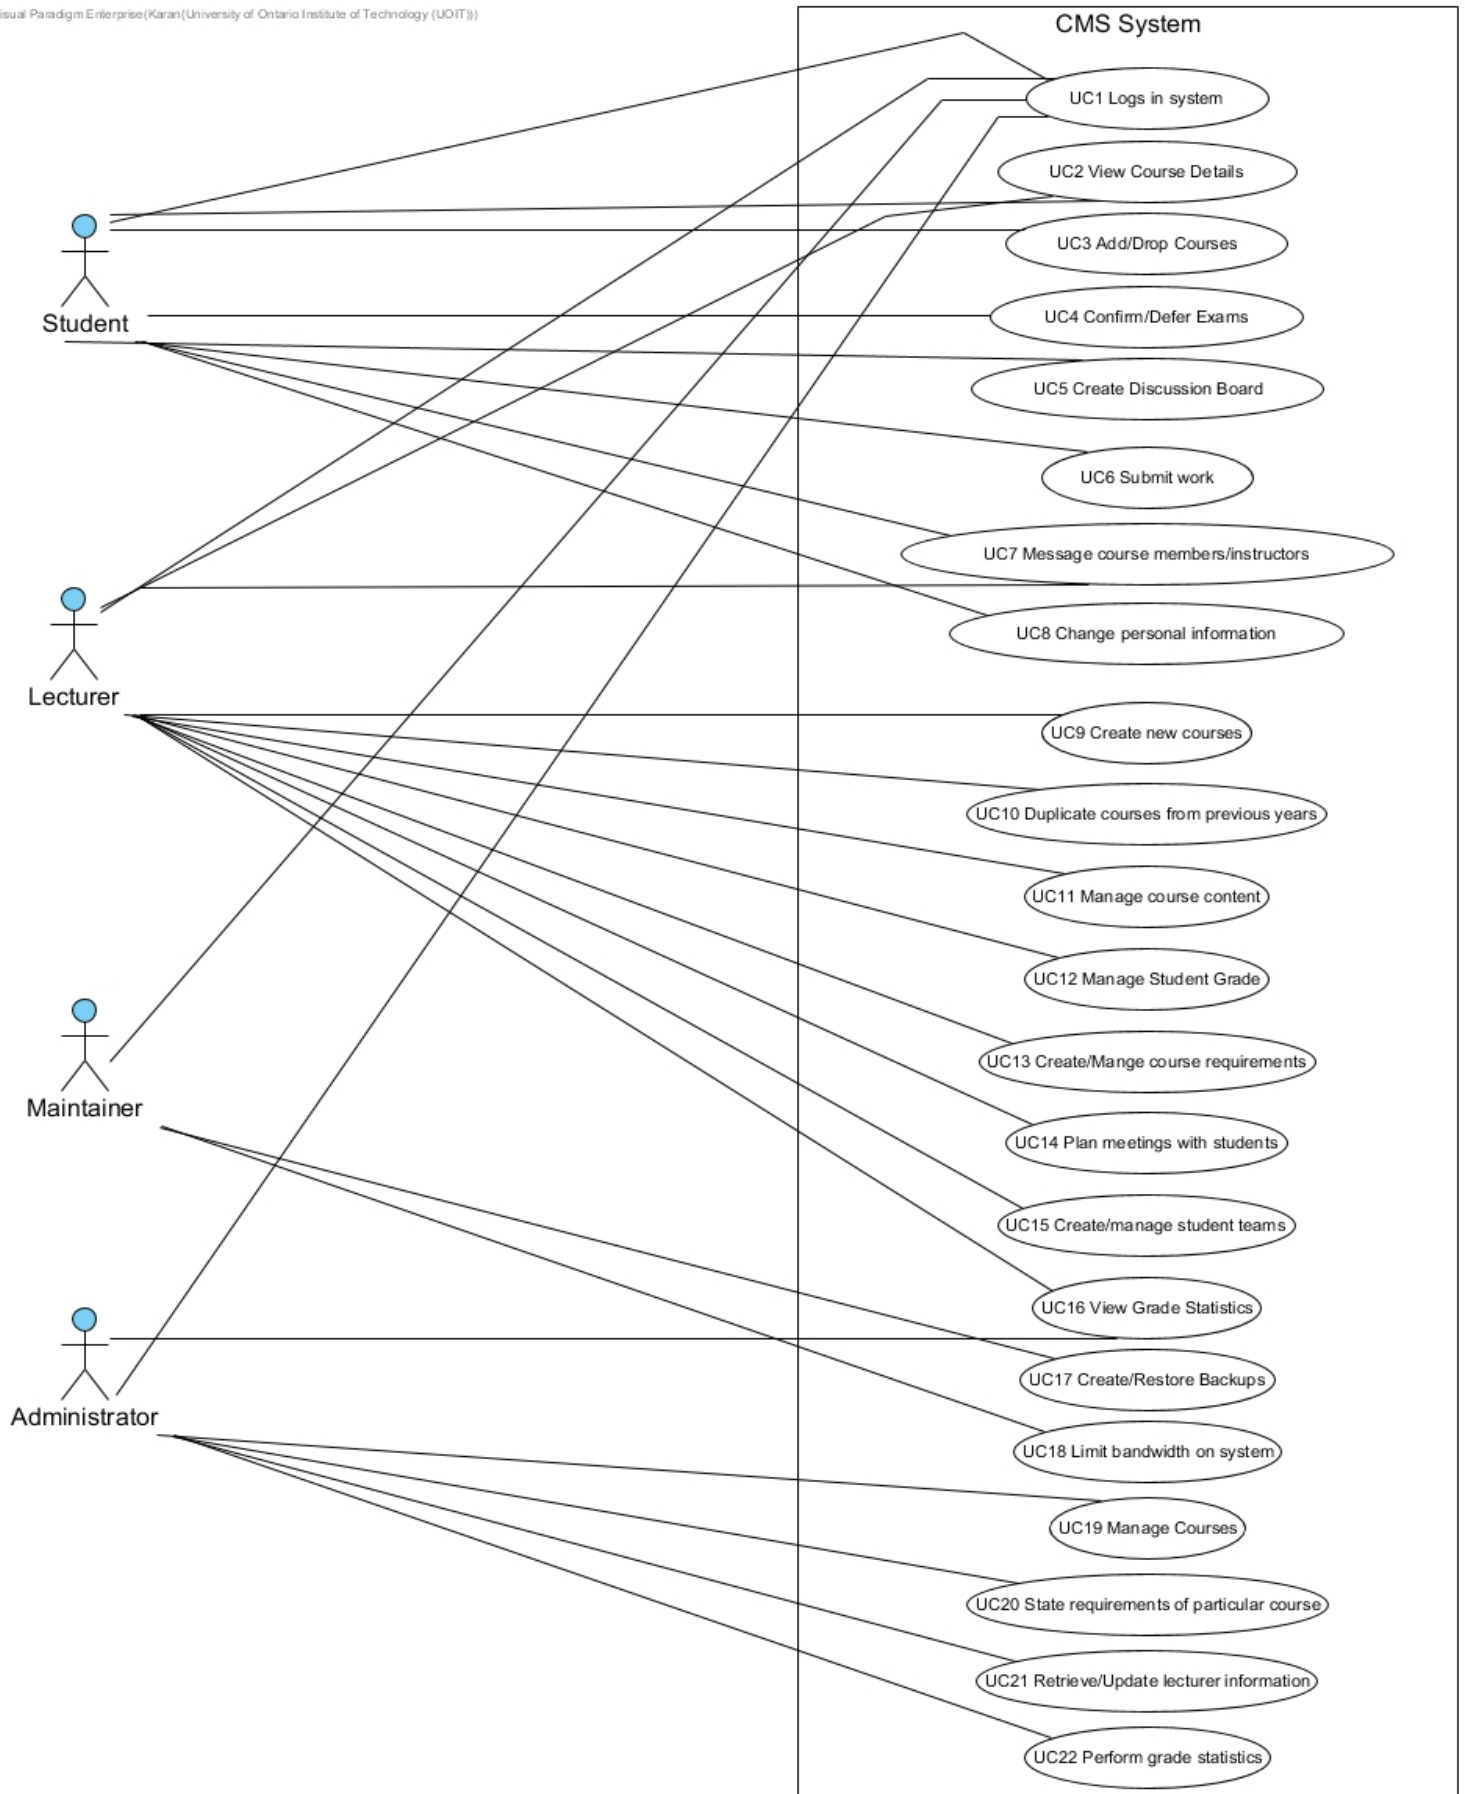 isual Paradigm Enterprise(Karan(University of Ontario Institute of Technology (UOIT)))
CMS System
UC1 Logs in system
UC2 View Course Details
UC3 Add/Drop Courses
Student
UC4 Confirm/Defer Exams
UC5 Create Discussion Board
UC6 Submit work
UC7 Message course members/instructors
UC8 Change personal information
Lecturer
UC9 Create new courses
UC10 Duplicate courses from previous years
UC11 Manage course content
UC12 Manage Student Grade
UC13 Create/Mange course requirements
Maintainer
UC14 Plan meetings with students
UC15 Create/manage student teams
UC16 View Grade Statistics
UC17 Create/Restore Backups
Administrator
UC18 Limit bandwidth on system
UC19 Manage Courses
UC20 State requirements of particular course
UC21 Retrieve/Update lecturer information
UC22 Perform grade statistics